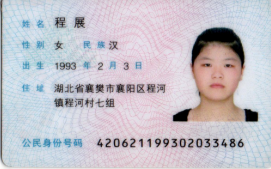 姓名 程展
性别 女 民族 汉
出生 1993 年 2 月 3 日
住址 湖北省襄樊市襄阳区程河
镇程河村七组
公民身份号码 420621199302033486